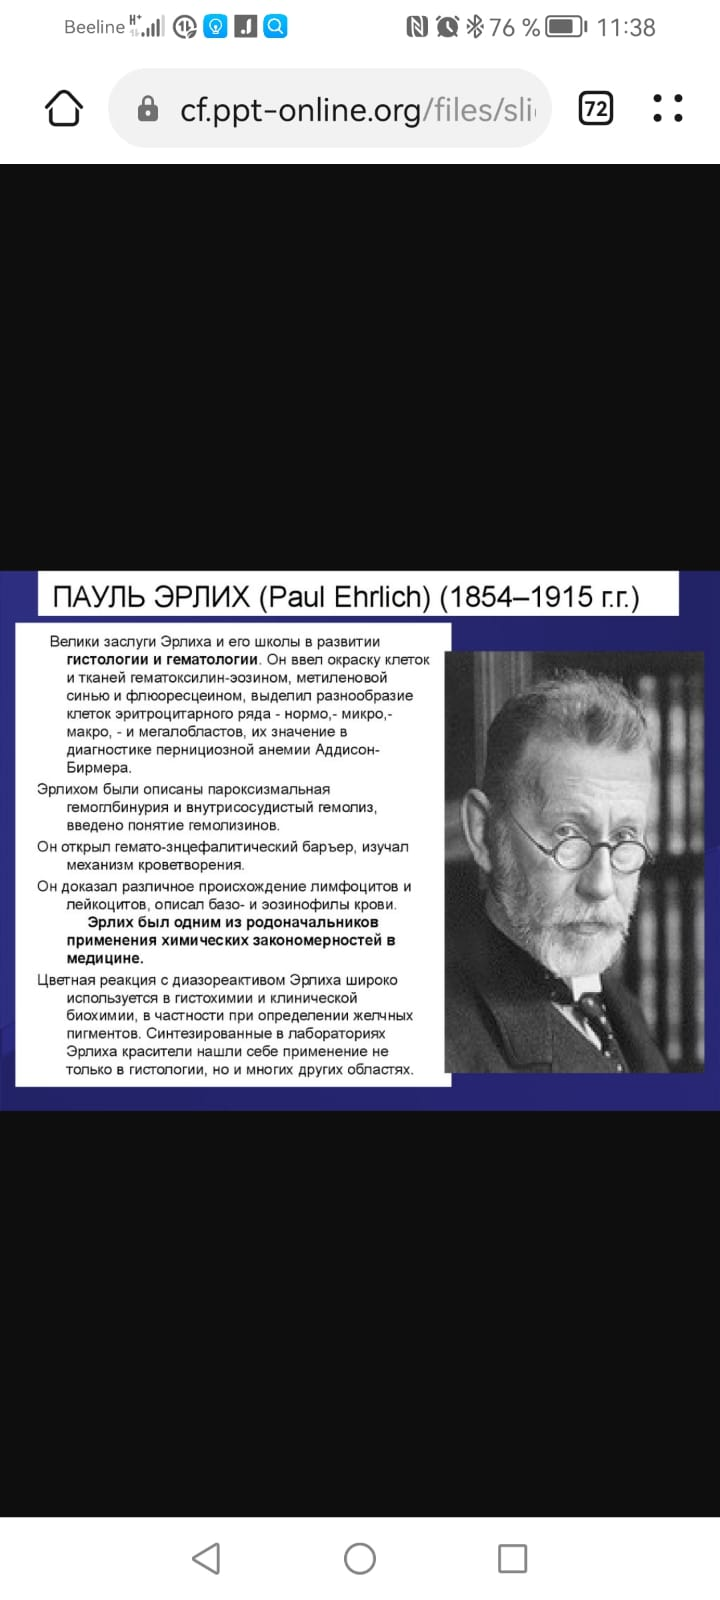 Beeline 76 % 11:38
cf.ppt-online.org/files/sli
72
ПАУЛЬ ЭРЛИХ (Paul Ehrlich) (1854–1915 г.г.)
Велики заслуги Эрлиха и его школы в развитии
гистологии и гематологии. Он ввел окраску клеток
и тканей гематоксилин-эозином, метиленовой
синью и флюоресцеином, выделил разнообразие
клеток эритроцитарного ряда - нормо,- микро,-
макро, - и мегалобластов, их значение в
диагностике пернициозной анемии Аддисон-
Бирмера.
Эрлихом были описаны пароксизмальная
гемоглбинурия и внутрисосудистый гемолиз,
введено понятие гемолизинов.
Он открыл гемато-энцефалитический барьер, изучал
механизм кроветворения.
Он доказал различное происхождение лимфоцитов и
лейкоцитов, описал базо- и эозинофилы крови.
Эрлих был одним из родоначальников
применения химических закономерностей в
медицине.
Цветная реакция с диазореактивом Эрлиха широко
используется в гистохимии и клинической
биохимии, в частности при определении желчных
пигментов. Синтезированные в лабораториях
Эрлиха красители нашли себе применение не
только в гистологии, но и многих других областях.